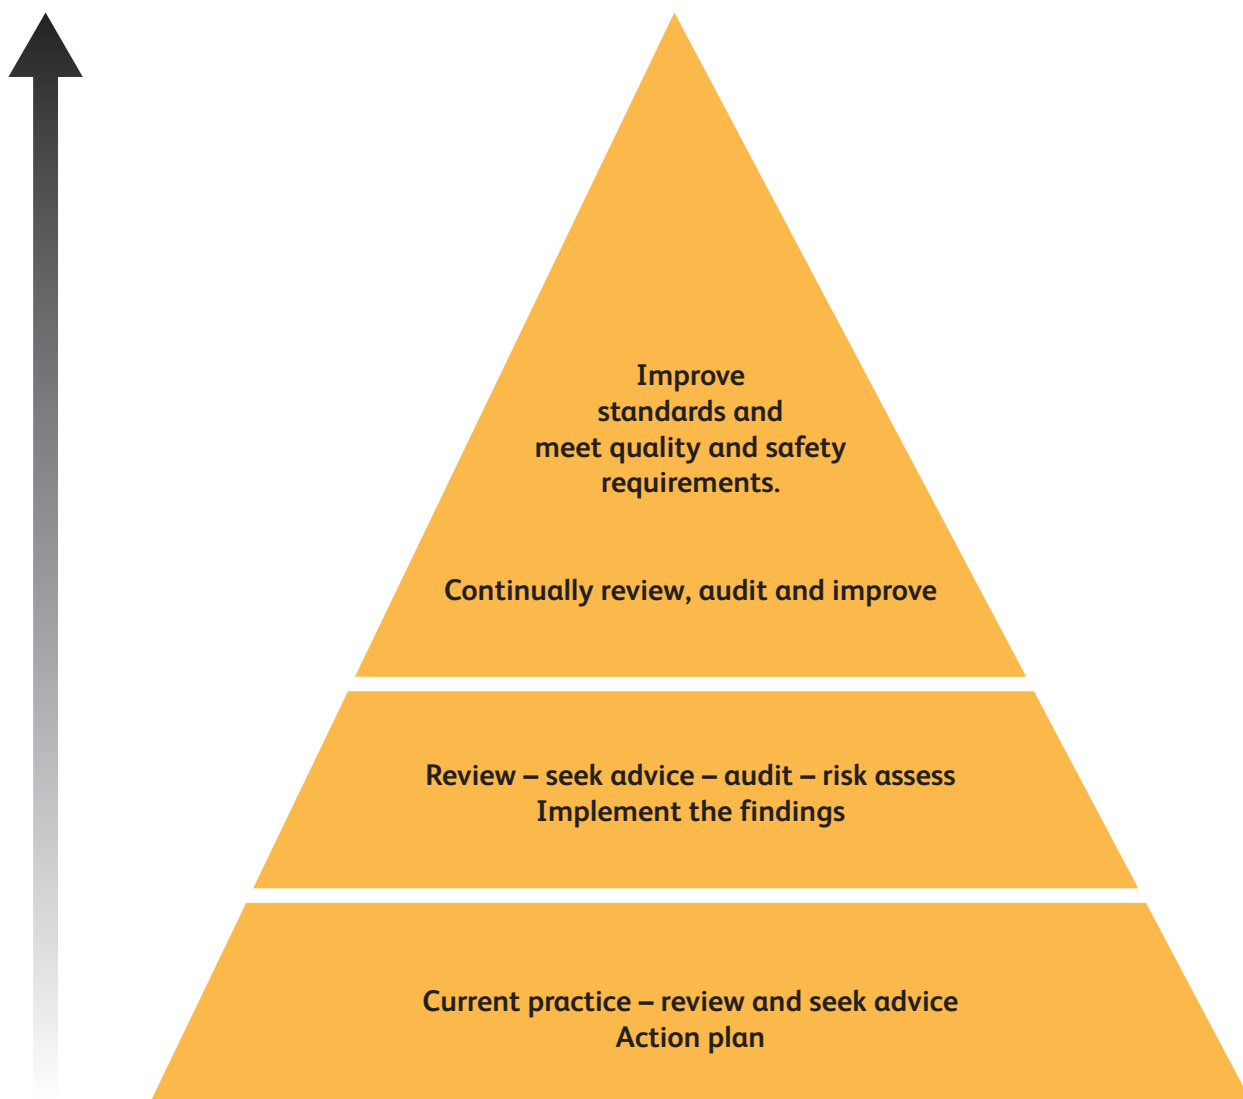 Improve
standards and
meet quality and safety
requirements.
Continually review, audit and improve
Review – seek advice – audit – risk assess
Implement the findings
Current practice – review and seek advice
Action plan